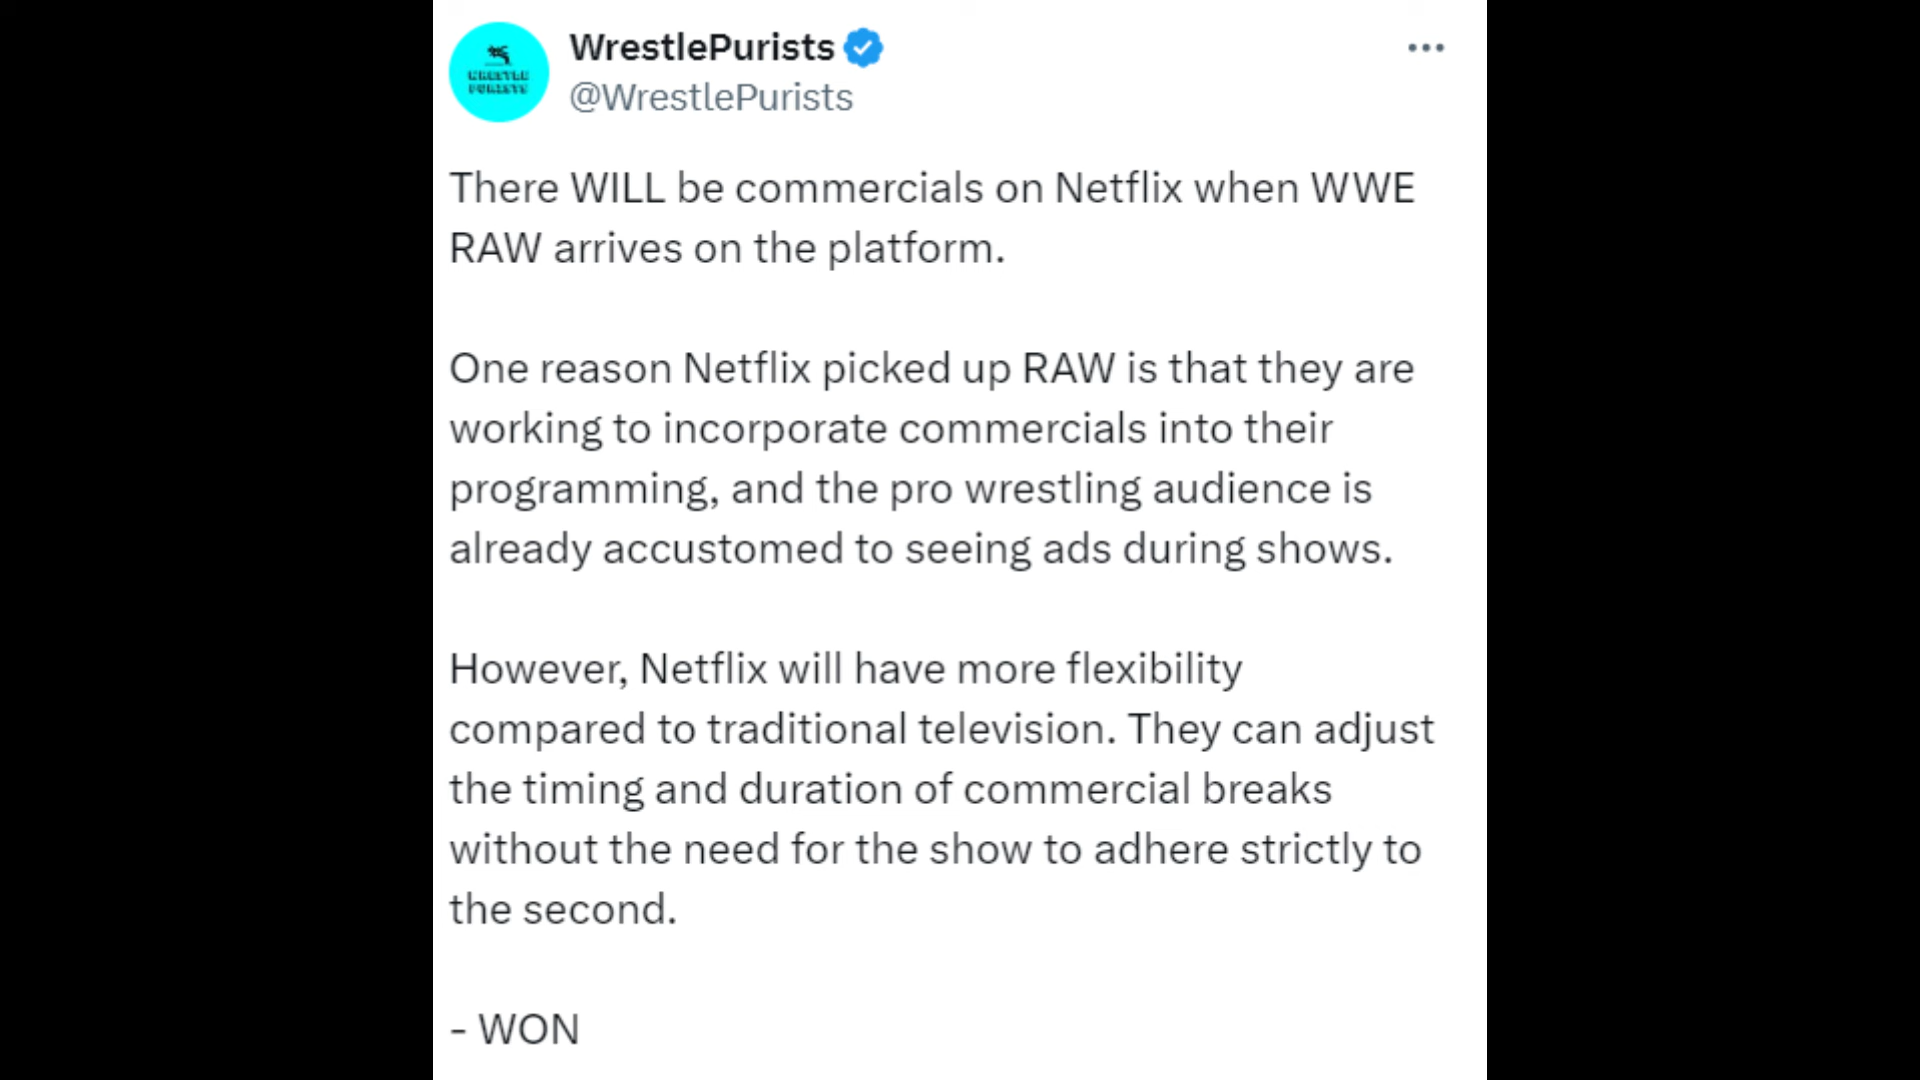 WrestlePurists
@WrestlePurists
WRESTLE
PURISTS
There WILL be commercials on Netflix when WWE
RAW arrives on the platform.
One reason Netflix picked up RAW is that they are
working to incorporate commercials into their
programming, and the pro wrestling audience is
already accustomed to seeing ads during shows.
However, Netflix will have more flexibility
compared to traditional television. They can adjust
the timing and duration of commercial breaks
without the need for the show to adhere strictly to
the second.
- WON